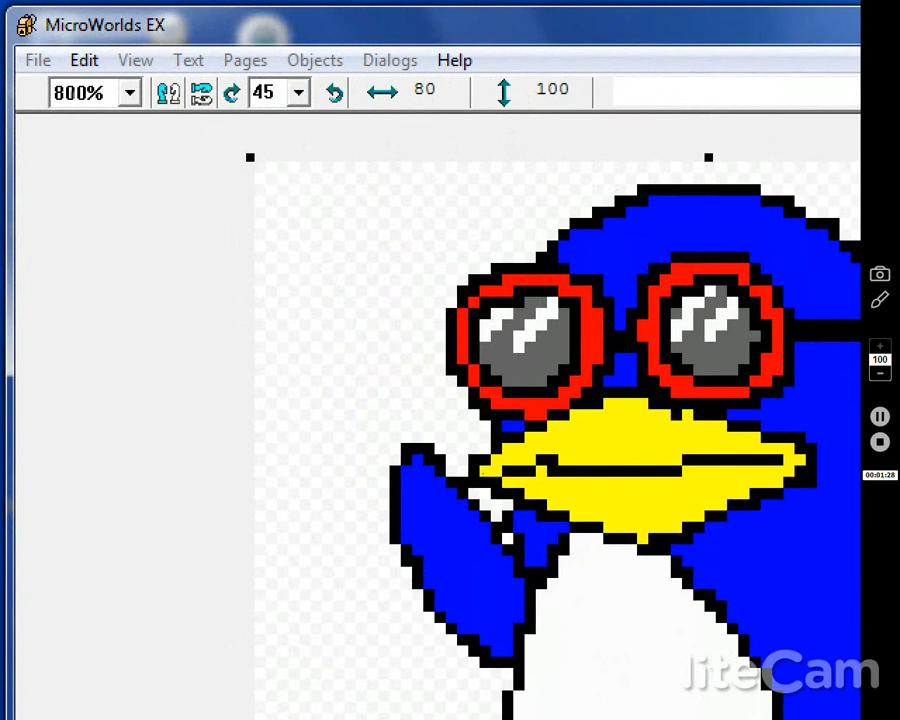 MicroWorlds EX
File Edit View Text Pages Objects Dialogs Help
800% 45 80 100
100
00:01:28
liteCam